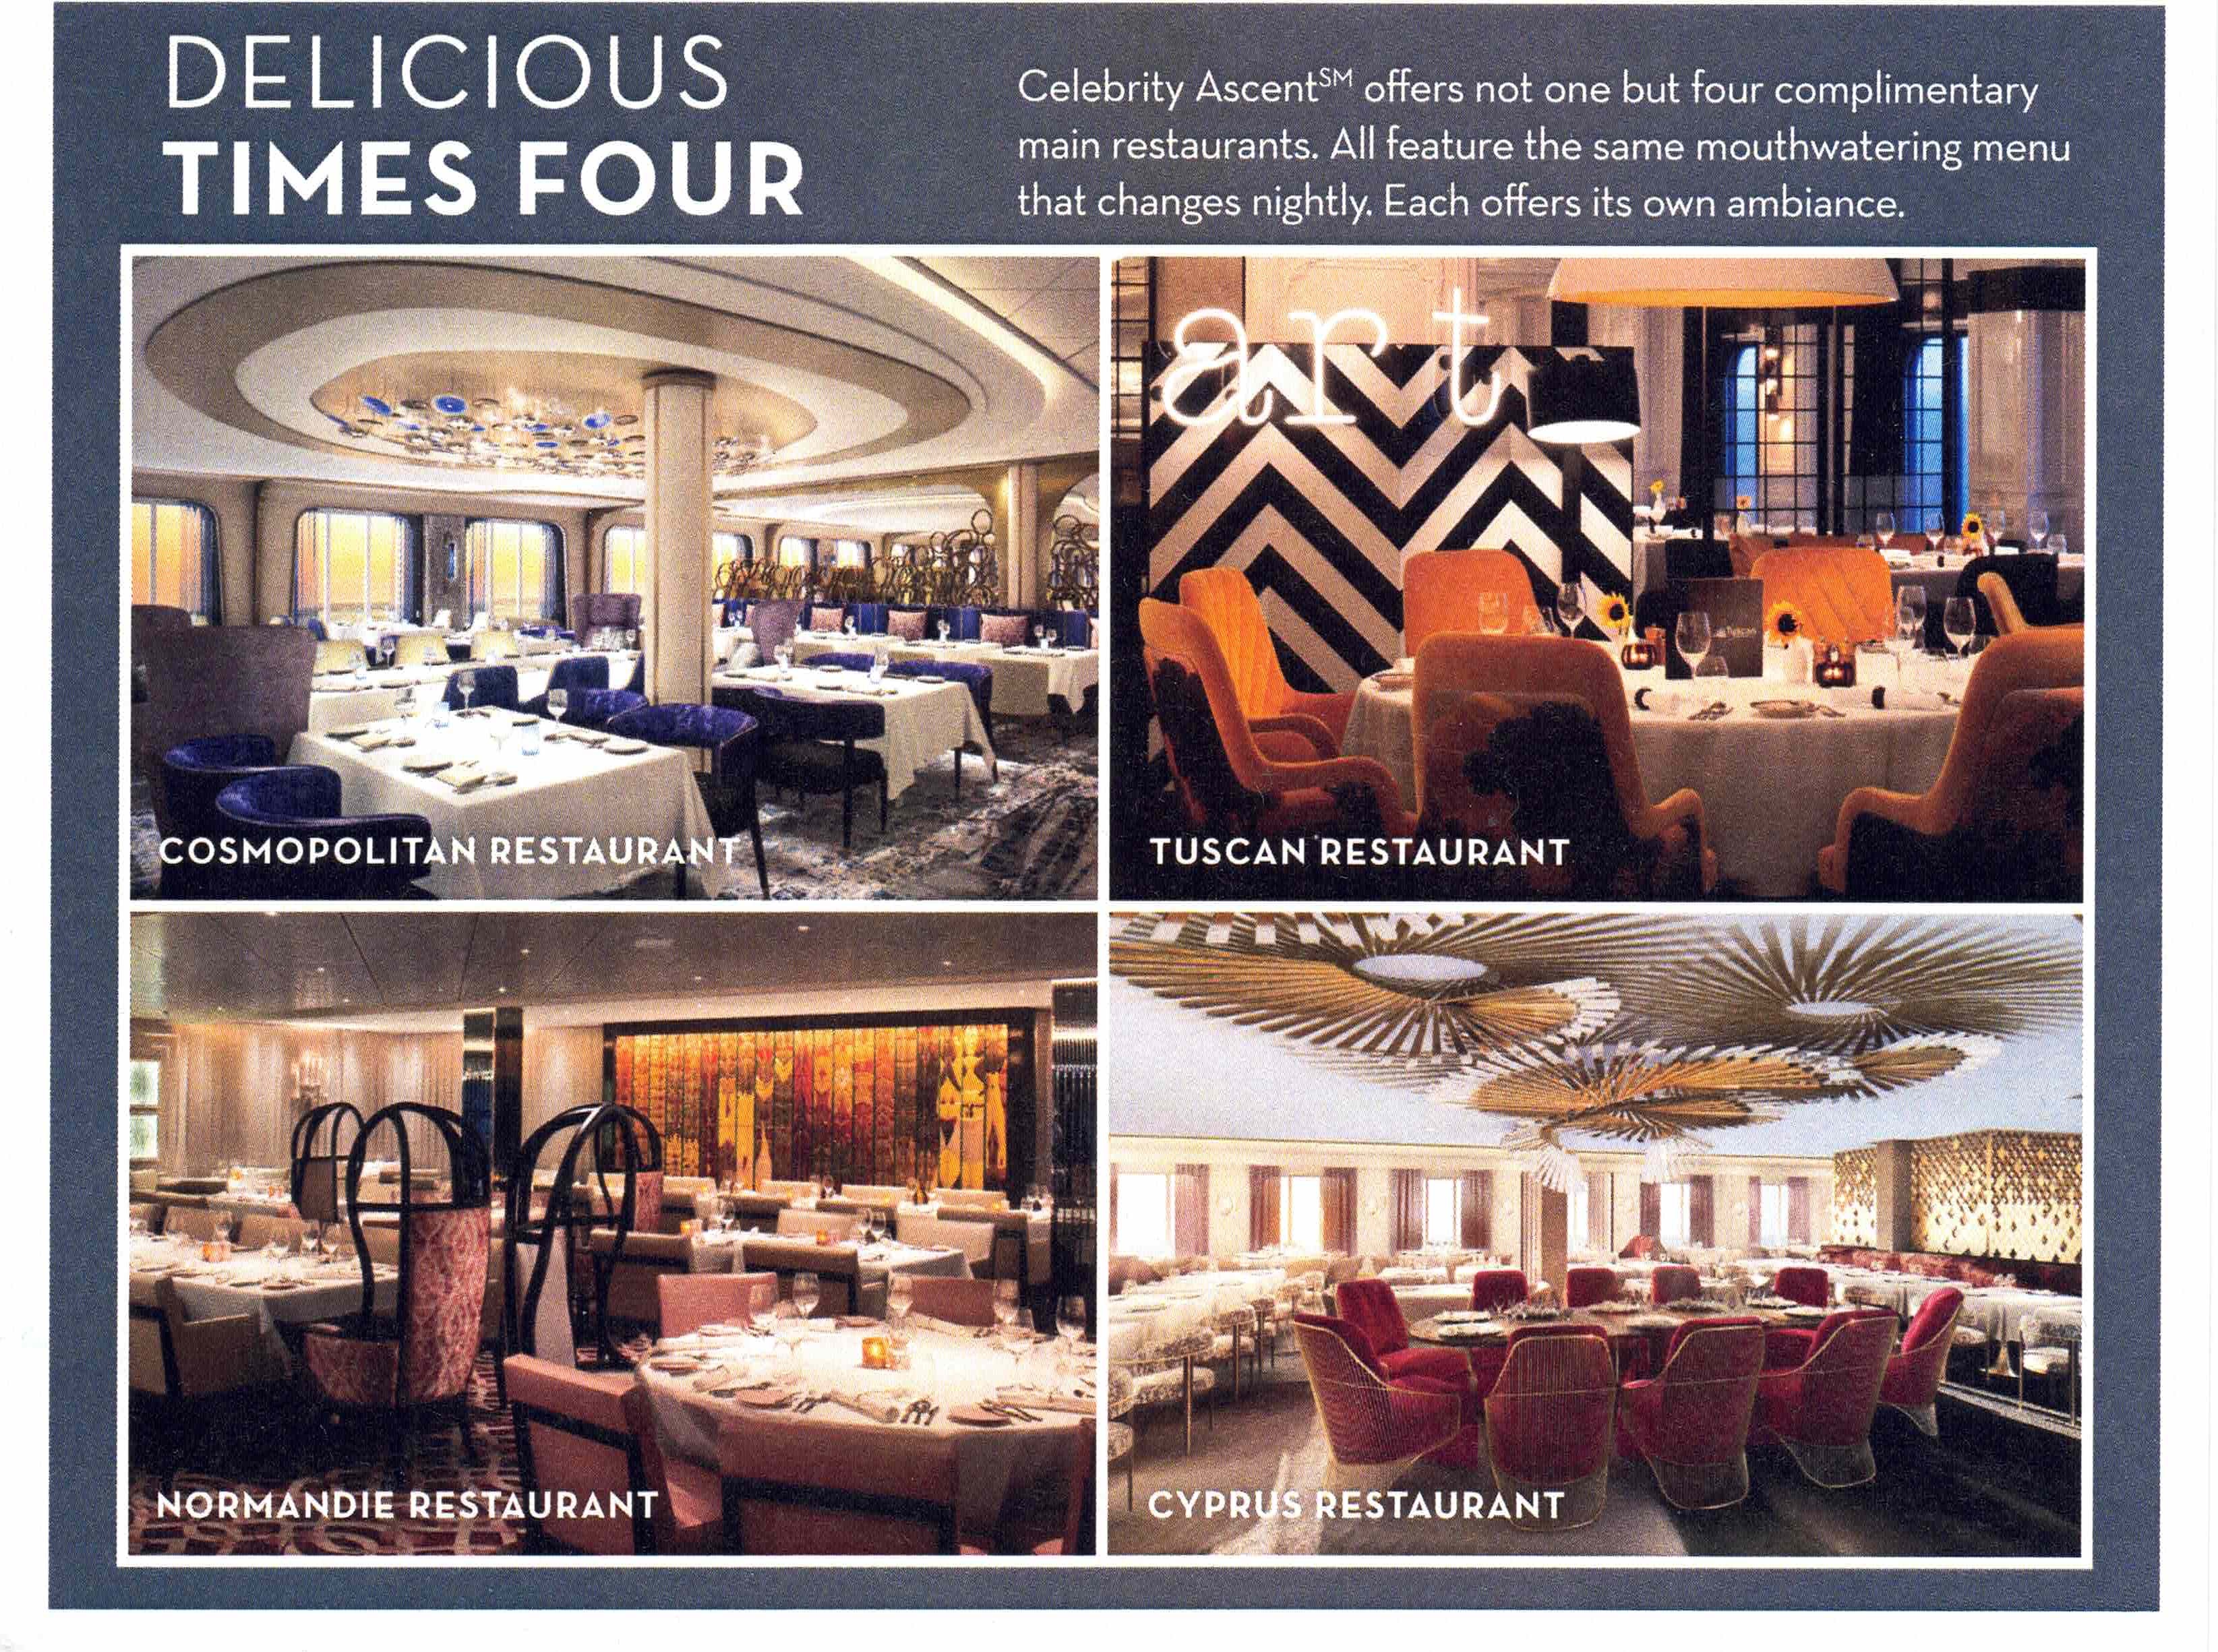 DELICIOUS
TIMES FOUR
Celebrity Ascent℠ offers not one but four complimentary
main restaurants. All feature the same mouthwatering menu
that changes nightly. Each offers its own ambiance.
art
COSMOPOLITAN RESTAURANT
TUSCAN RESTAURANT
NORMANDIE RESTAURANT
CYPRUS RESTAURANT